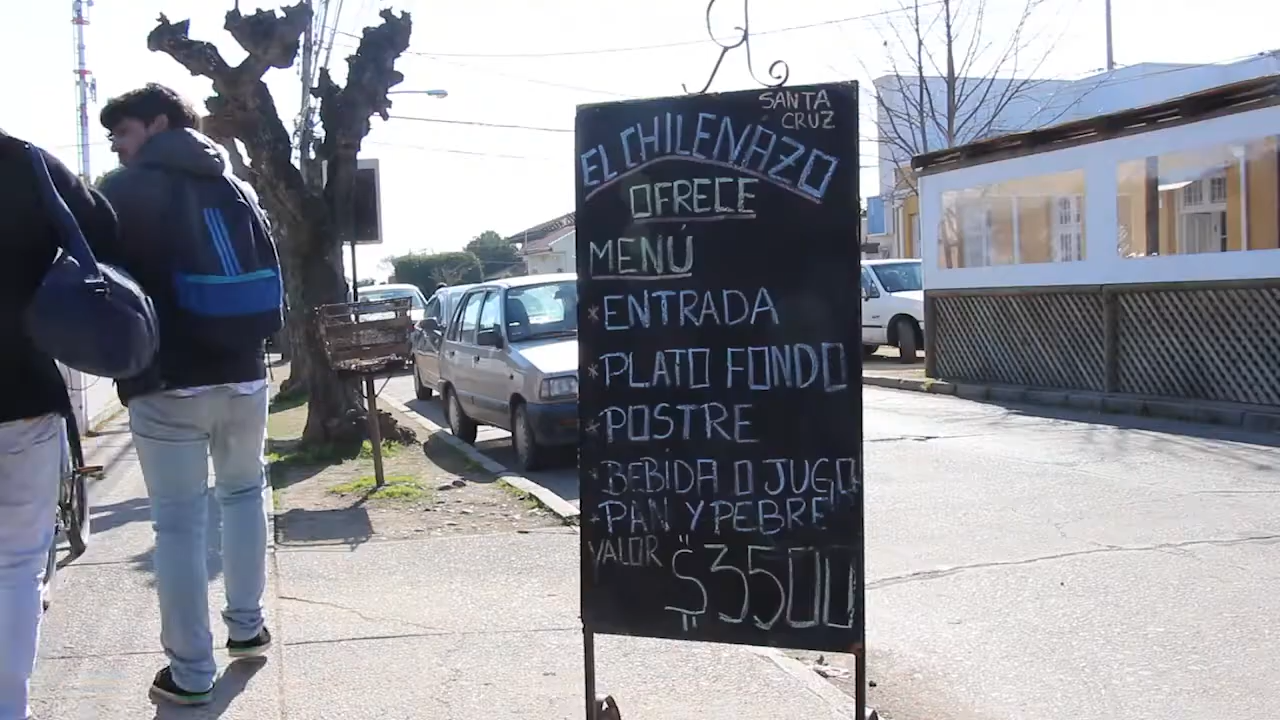 SANTA
CRUZ
EL CHILENAZO
OFRECE
MENÚ
*ENTRADA
*PLATO FONDO
*POSTRE
*BEBIDA O JUGO
*PAN Y PEBRE
VALOR $3500